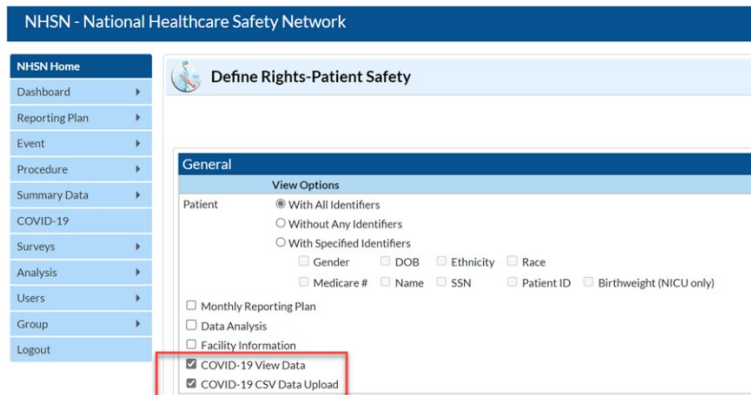 NHSN - National Healthcare Safety Network
NHSN Home
Dashboard
Reporting Plan
Event
Procedure
Summary Data
COVID-19
Surveys
Analysis
Users
Group
Logout
Define Rights-Patient Safety
General
View Options
Patient With All Identifiers
Without Any Identifiers
With Specified Identifiers
Gender DOB Ethnicity Race
Medicare # Name SSN Patient ID Birthweight (NICU only)
Monthly Reporting Plan
Data Analysis
Facility Information
COVID-19 View Data
COVID-19 CSV Data Upload